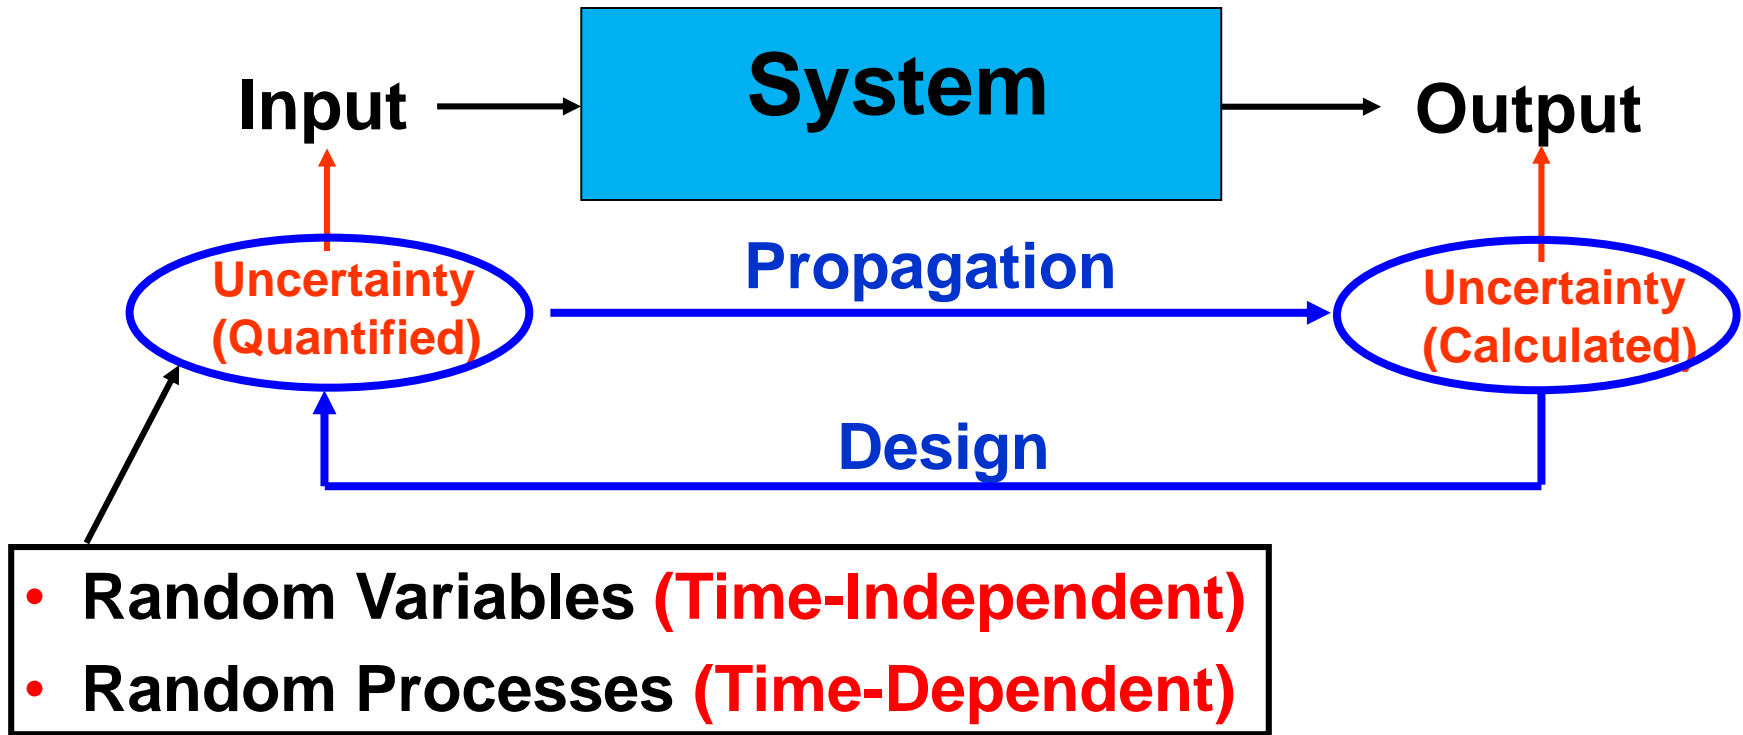 System
Input
Output
Propagation
Uncertainty
(Quantified)
Uncertainty
(Calculated)
Design
• Random Variables (Time-Independent)
• Random Processes (Time-Dependent)